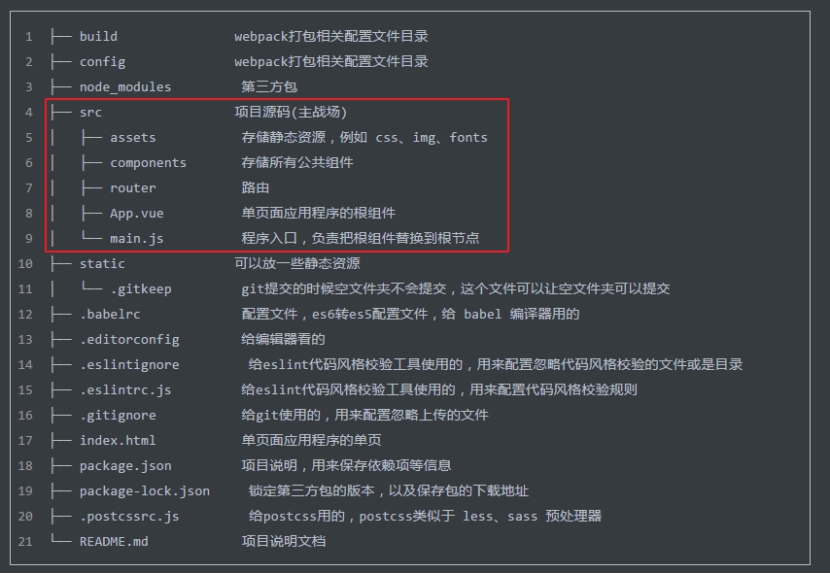 1 ├── build webpack打包相关配置文件目录
2 ├── config webpack打包相关配置文件目录
3 ├── node_modules 第三方包
4 ├── src 项目源码(主战场)
5 │ ├── assets 存储静态资源，例如 css、img、fonts
6 │ ├── components 存储所有公共组件
7 │ ├── router 路由
8 │ ├── App.vue 单页面应用程序的根组件
9 │ └── main.js 程序入口，负责把根组件替换到根节点
10 ├── static 可以放一些静态资源
11 │ └── .gitkeep git提交的时候空文件夹不会提交，这个文件可以让空文件夹可以提交
12 ├── .babelrc 配置文件，es6转es5配置文件，给 babel 编译器用的
13 ├── .editorconfig 给编辑器看的
14 ├── .eslintignore 给eslint代码风格校验工具使用的，用来配置忽略代码风格校验的文件或是目录
15 ├── .eslintrc.js 给eslint代码风格校验工具使用的，用来配置代码风格校验规则
16 ├── .gitignore 给git使用的，用来配置忽略上传的文件
17 ├── index.html 单页面应用程序的单页
18 ├── package.json 项目说明，用来保存依赖项等信息
19 ├── package-lock.json 锁定第三方包的版本，以及保存包的下载地址
20 ├── .postcssrc.js 给postcss用的，postcss类似于 less、sass 预处理器
21 └── README.md 项目说明文档